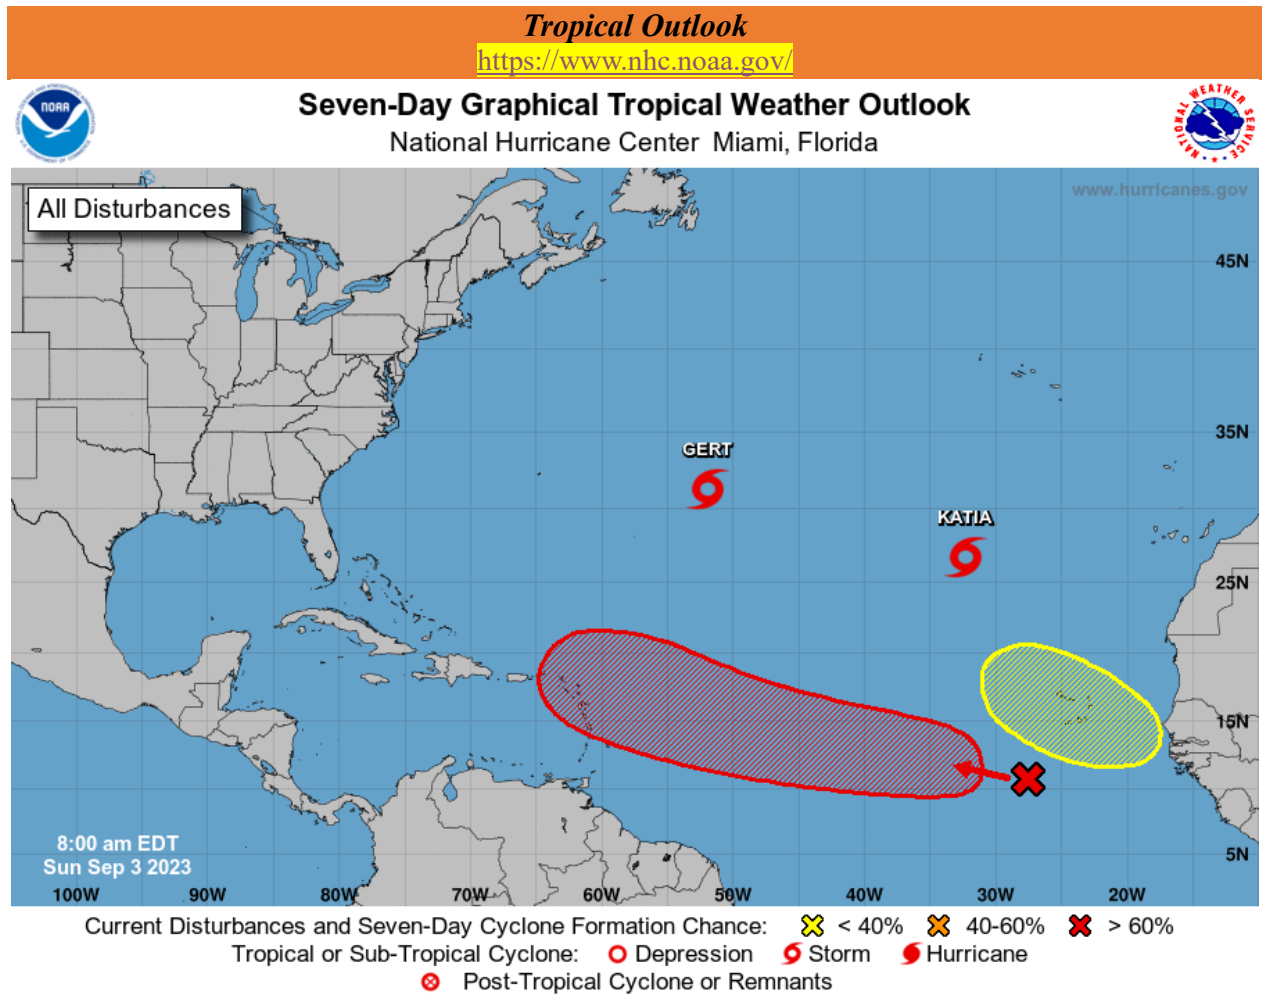 Tropical Outlook
https://www.nhc.noaa.gov/
NOAA
Seven-Day Graphical Tropical Weather Outlook
National Hurricane Center Miami, Florida
NATIONAL WEATHER SERVICE
www.hurricanes.gov
All Disturbances
45N
35N
GERT
KATIA
25N
15N
5N
8:00 am EDT
Sun Sep 3 2023
100W 90W 80W 70W 60W 50W 40W 30W 20W
Current Disturbances and Seven-Day Cyclone Formation Chance: < 40% 40-60% > 60%
Tropical or Sub-Tropical Cyclone: Depression Storm Hurricane
Post-Tropical Cyclone or Remnants